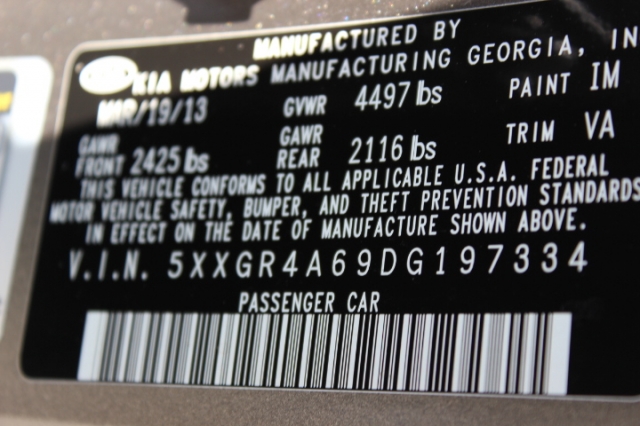 MANUFACTURED BY
KIA KIA MOTORS MANUFACTURING GEORGIA, IN
MAR/19/13 GVWR 4497 lbs PAINT IM
GAWR FRONT 2425 lbs GAWR REAR 2116 lbs TRIM VA
THIS VEHICLE CONFORMS TO ALL APPLICABLE U.S.A. FEDERAL
MOTOR VEHICLE SAFETY, BUMPER, AND THEFT PREVENTION STANDARDS
IN EFFECT ON THE DATE OF MANUFACTURE SHOWN ABOVE.
V.I.N. 5XXGR4A69DG197334
PASSENGER CAR